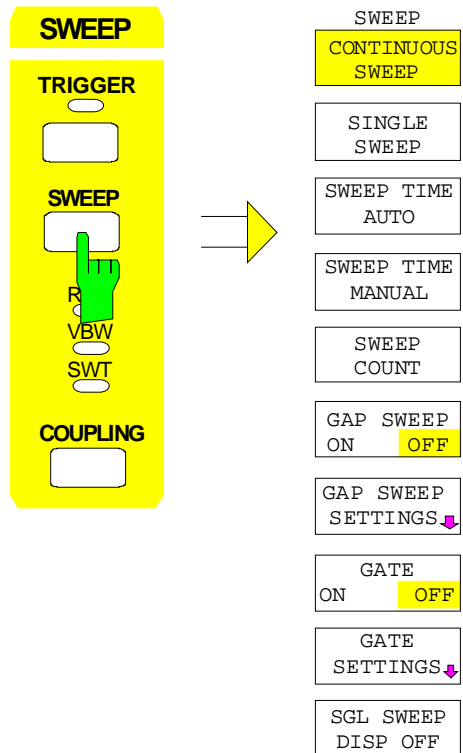 SWEEP
TRIGGER
SWEEP
VBW
SWT
COUPLING
SWEEP
CONTINUOUS
SWEEP
SINGLE
SWEEP
SWEEP TIME
AUTO
SWEEP TIME
MANUAL
SWEEP
COUNT
GAP SWEEP
ON OFF
GAP SWEEP
SETTINGS
GATE
ON OFF
GATE
SETTINGS
SGL SWEEP
DISP OFF